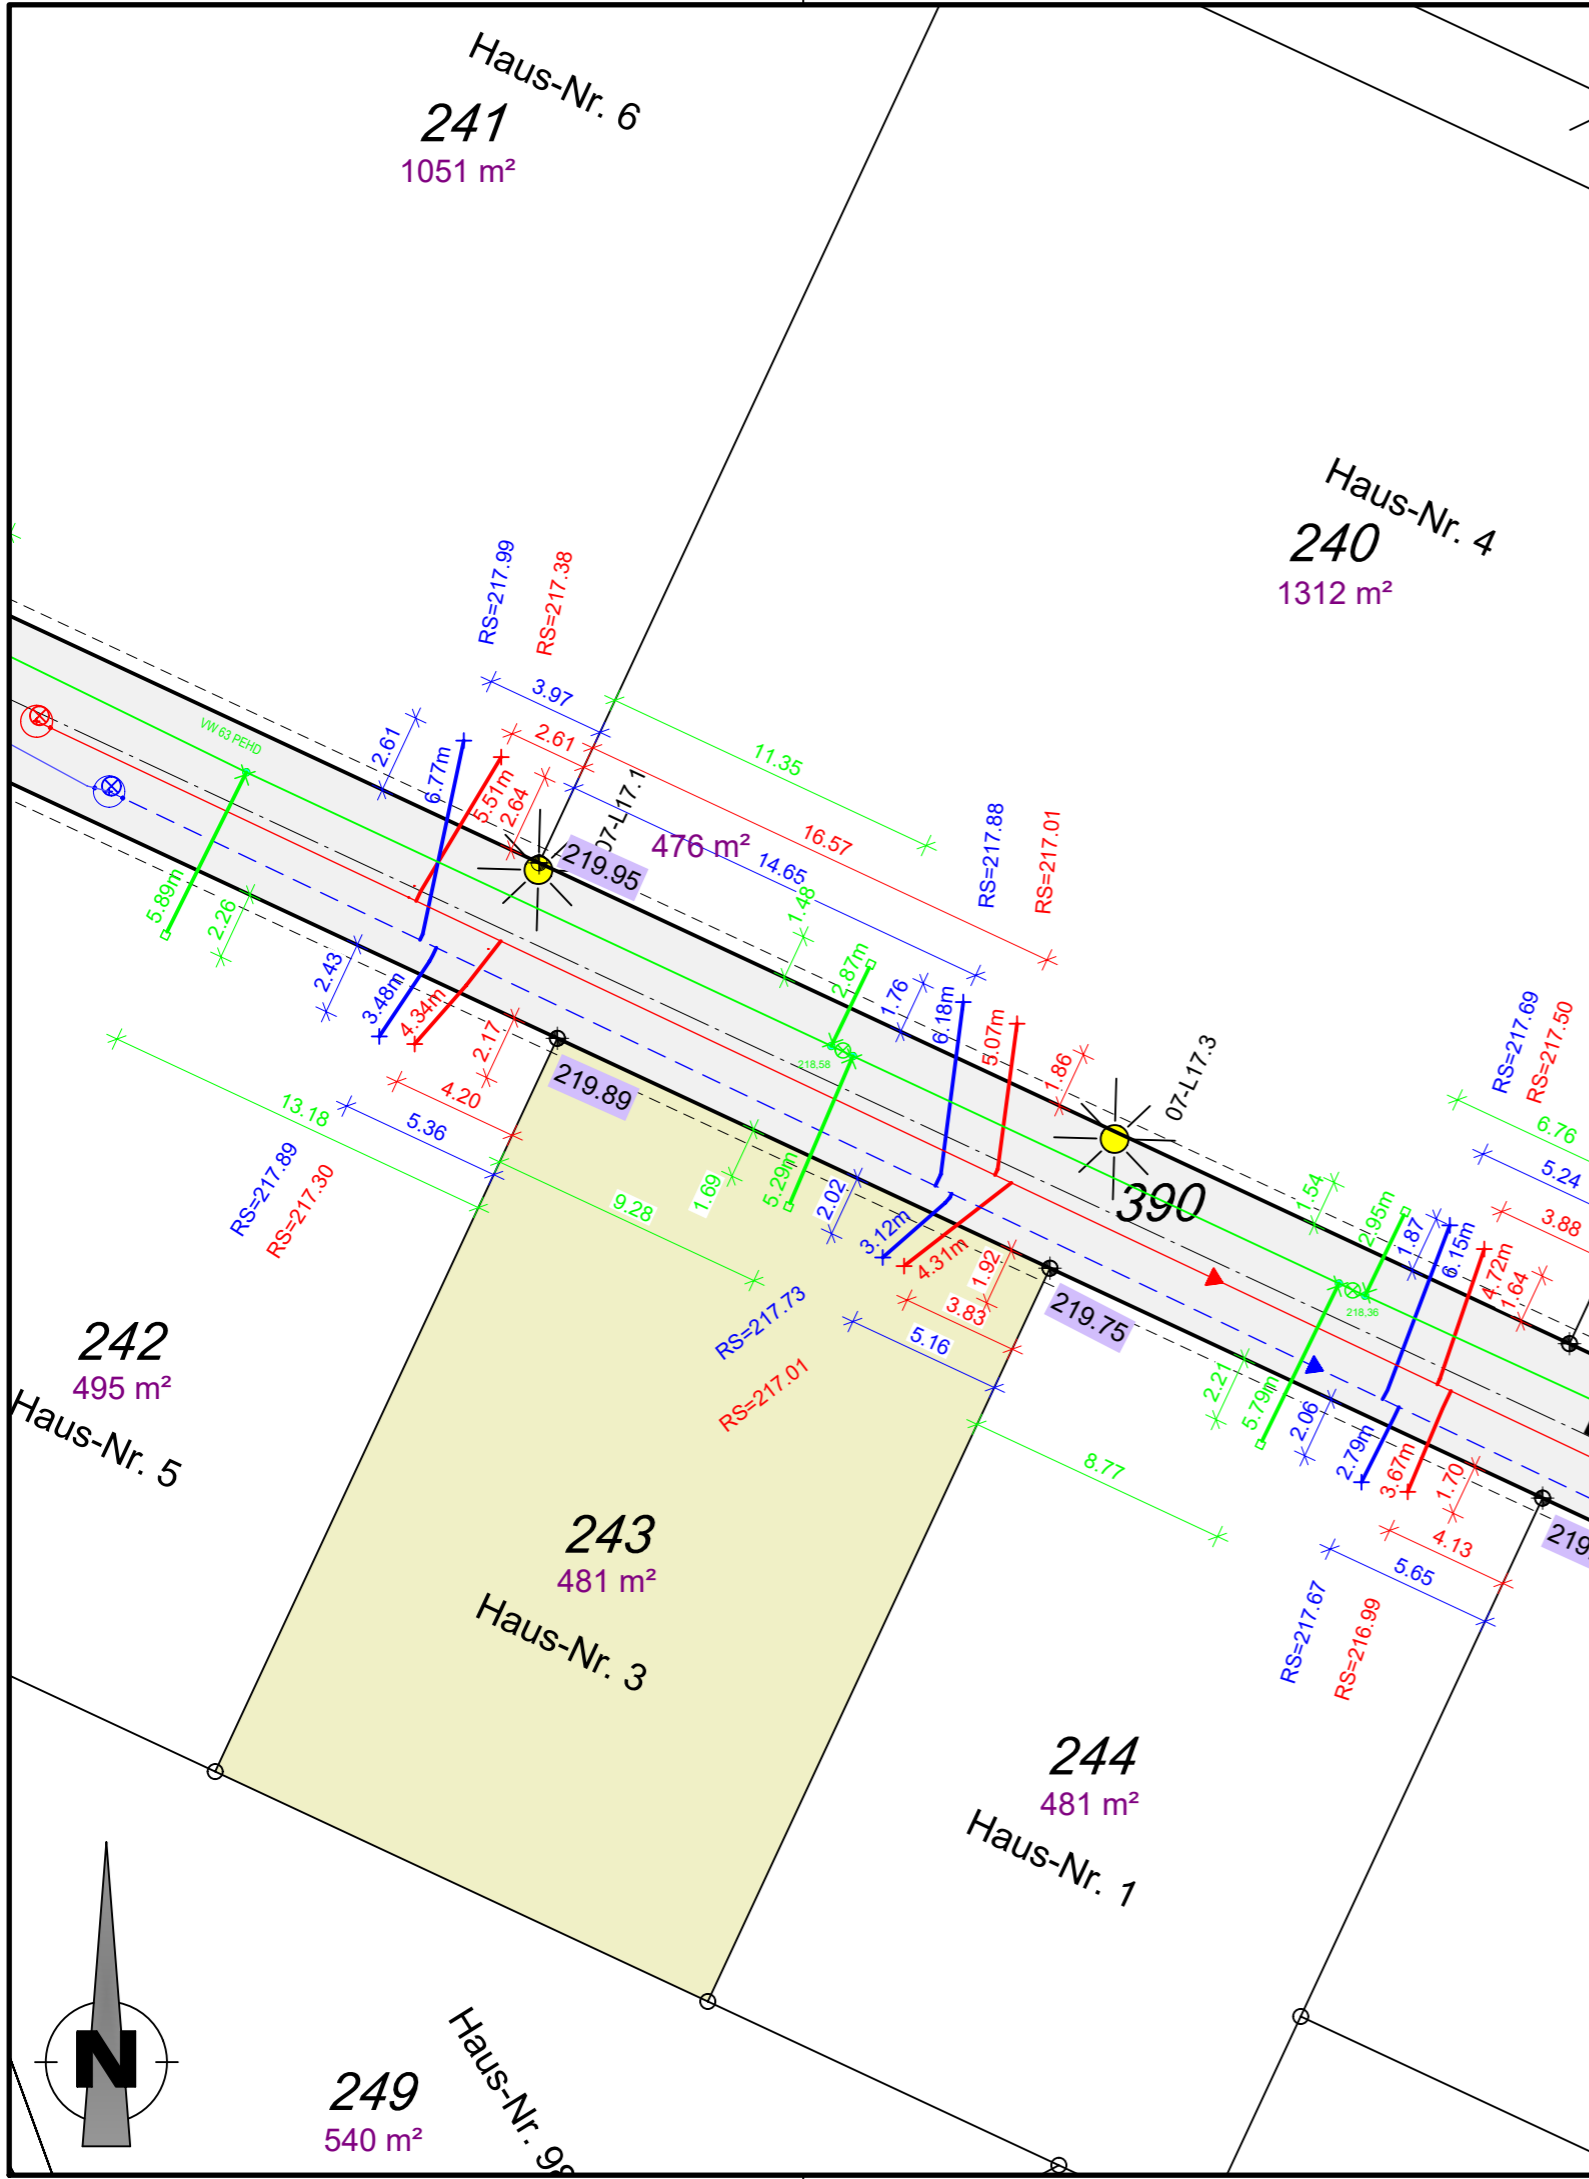 Haus-Nr. 6
241
1051 m²
Haus-Nr. 4
240
1312 m²
RS=217.99
RS=217.38
3.97
2.61
2.61
6.77m
5.51m
2.64
VW 63 PEHD
11.35
16.57
14.65
07-L17.1
476 m²
219.95
RS=217.88
RS=217.01
5.89m
2.26
2.43
3.48m
4.34m
2.17
1.48
2.87m
1.76
6.18m
5.07m
1.86
218,58
07-L17.3
390
RS=217.69
RS=217.50
6.76
5.24
3.88
219.89
4.20
5.36
13.18
RS=217.89
RS=217.30
9.28
1.69
5.29m
2.02
3.12m
4.31m
1.92
3.83
5.16
219.75
RS=217.73
RS=217.01
1.54
2.95m
1.87
6.15m
4.72m
1.64
218,36
2.21
5.79m
2.06
2.79m
3.67m
1.70
4.13
5.65
8.77
219.
RS=217.67
RS=216.99
242
495 m²
Haus-Nr. 5
243
481 m²
Haus-Nr. 3
244
481 m²
Haus-Nr. 1
N
249
540 m²
Haus-Nr. 98